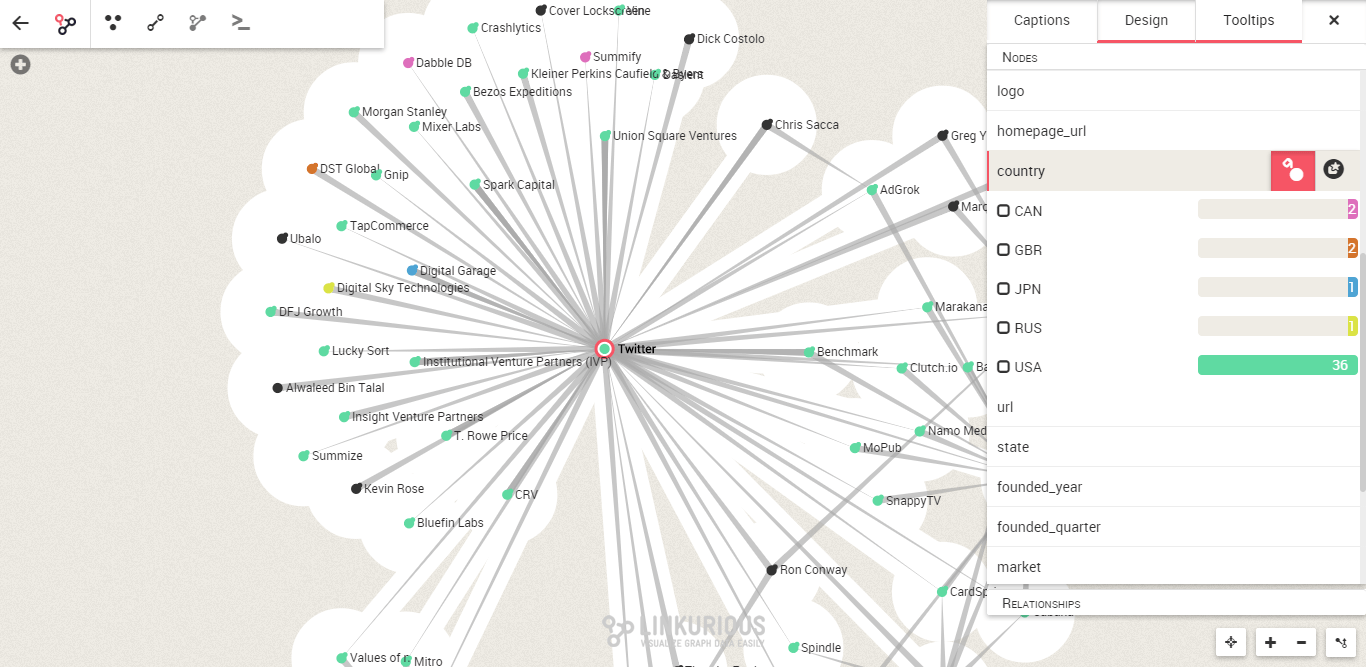 Captions
Design
Tooltips
Nodes
logo
homepage_url
country
CAN
2
GBR
2
JPN
1
RUS
1
USA
36
url
state
founded_year
founded_quarter
market
Relationships
Cover Lockscreen
Vine
Crashlytics
Dick Costolo
Summify
Dabble DB
Kleiner Perkins Caufield & Byers
Dasient
Bezos Expeditions
Morgan Stanley
Mixer Labs
Chris Sacca
Union Square Ventures
Greg Y
DST Global
Gnip
Spark Capital
AdGrok
Marc
TapCommerce
Ubalo
Digital Garage
Digital Sky Technologies
Marakana
DFJ Growth
Twitter
Lucky Sort
Benchmark
Institutional Venture Partners (IVP)
Clutch.io
Ba
Alwaleed Bin Talal
Insight Venture Partners
Namo Med
T. Rowe Price
MoPub
Summize
Kevin Rose
CRV
SnappyTV
Bluefin Labs
Ron Conway
CardSp
LINKURIOUS
VISUALIZE GRAPH DATA EASILY
Spindle
Values of n
Mitro